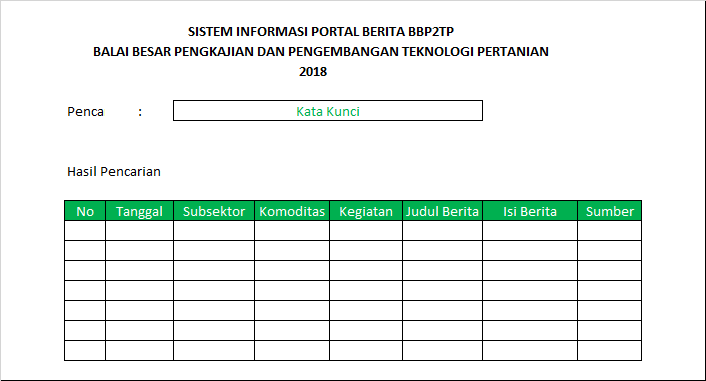 SISTEM INFORMASI PORTAL BERITA BBP2TP
BALAI BESAR PENGKAJIAN DAN PENGEMBANGAN TEKNOLOGI PERTANIAN
2018
Penca : Kata Kunci
Hasil Pencarian
No Tanggal Subsektor Komoditas Kegiatan Judul Berita Isi Berita Sumber